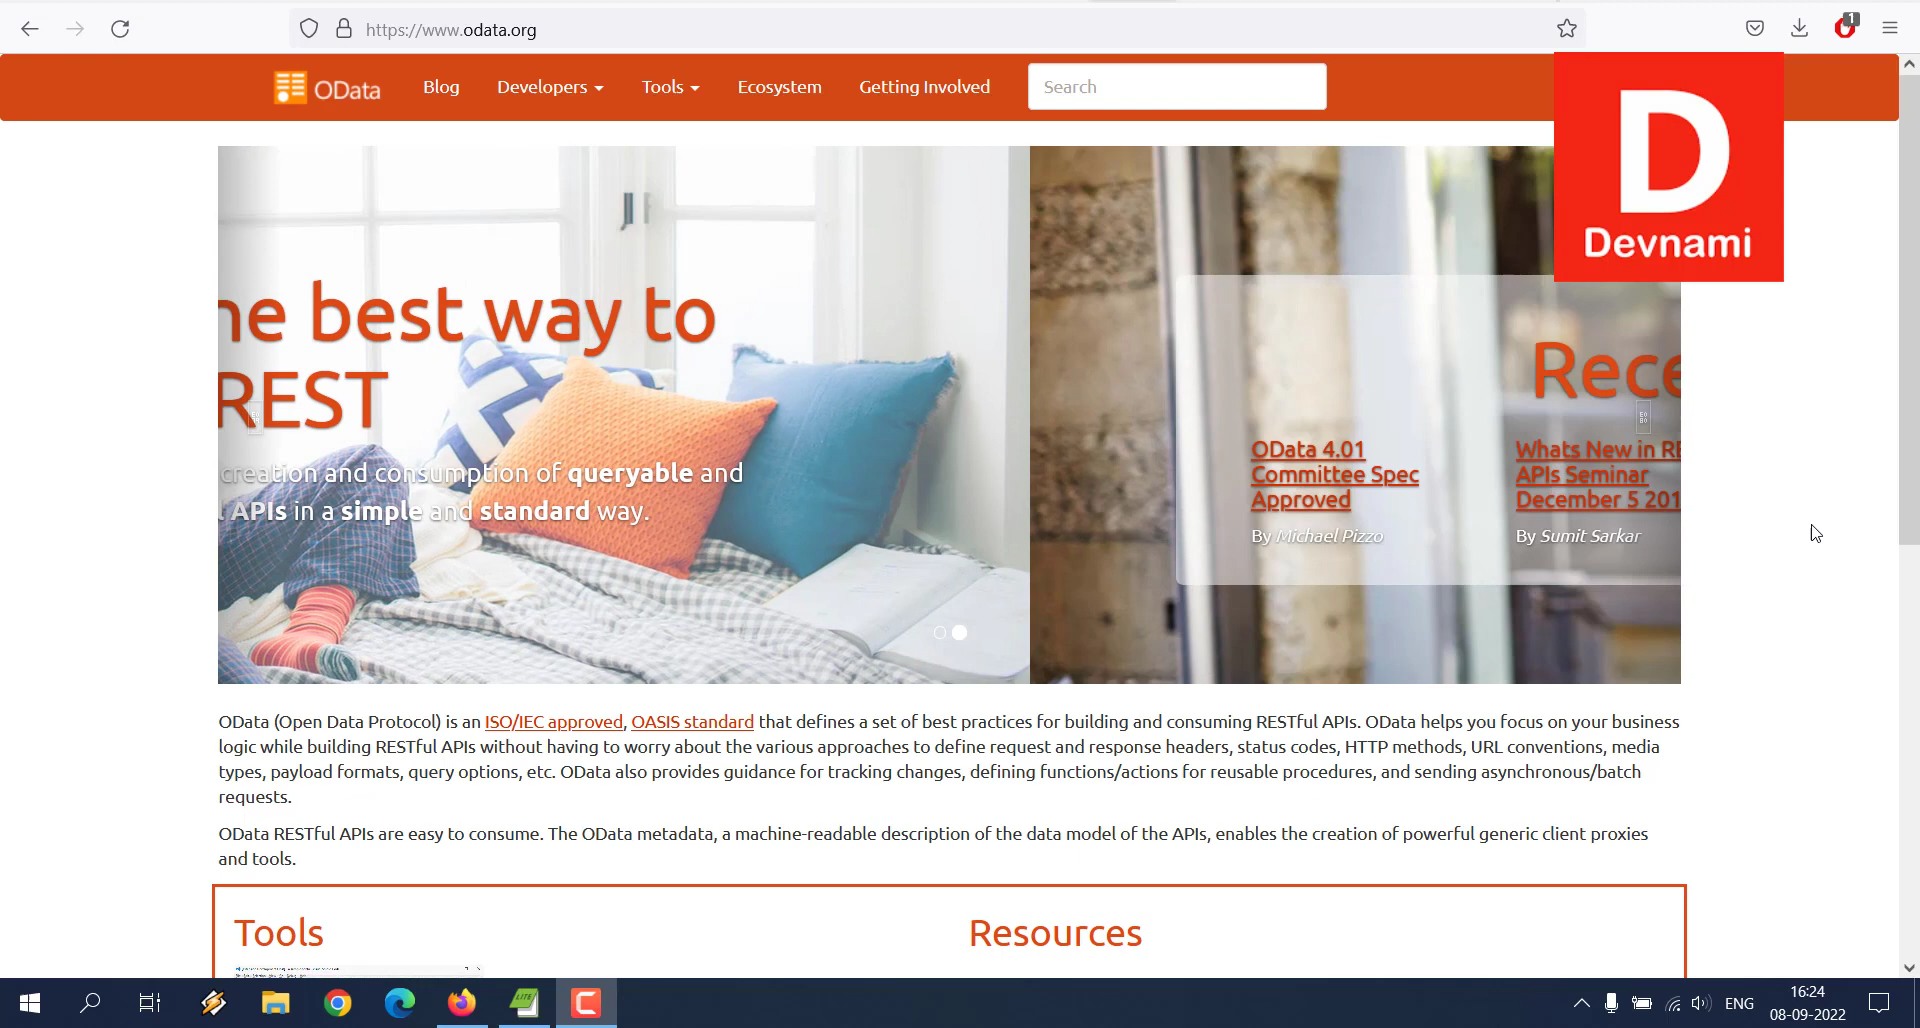 https://www.odata.org
1
OData
Blog
Developers
Tools
Ecosystem
Getting Involved
Search
D
Devnami
he best way to
REST
creation and consumption of queryable and
APIs in a simple and standard way.
Rece
OData 4.01
Committee Spec
Approved
By Michael Pizzo
Whats New in RE
APIs Seminar
December 5 201
By Sumit Sarkar
OData (Open Data Protocol) is an ISO/IEC approved, OASIS standard that defines a set of best practices for building and consuming RESTful APIs. OData helps you focus on your business
logic while building RESTful APIs without having to worry about the various approaches to define request and response headers, status codes, HTTP methods, URL conventions, media
types, payload formats, query options, etc. OData also provides guidance for tracking changes, defining functions/actions for reusable procedures, and sending asynchronous/batch
requests.
OData RESTful APIs are easy to consume. The OData metadata, a machine-readable description of the data model of the APIs, enables the creation of powerful generic client proxies
and tools.
Tools
Resources
LITE
ENG
16:24
08-09-2022